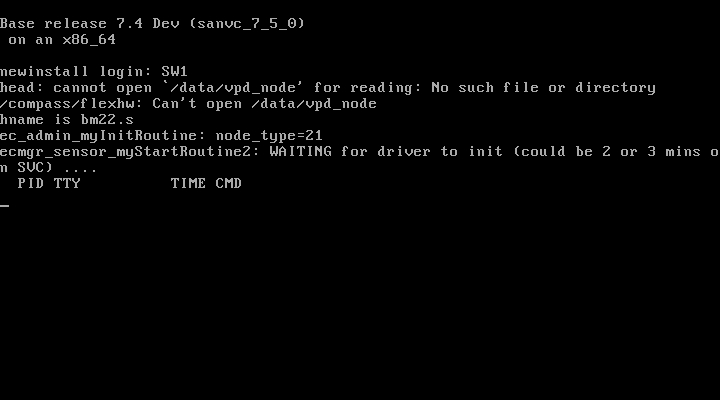 Base release 7.4 Dev (sanvc_7_5_0)
on an x86_64
newinstall login: SW1
head: cannot open `/data/vpd_node' for reading: No such file or directory
/compass/flexhw: Can't open /data/vpd_node
hname is bm22.s
ec_admin_myInitRoutine: node_type=21
ecmgr_sensor_myStartRoutine2: WAITING for driver to init (could be 2 or 3 mins o
n SVC) ....
PID TTY          TIME CMD